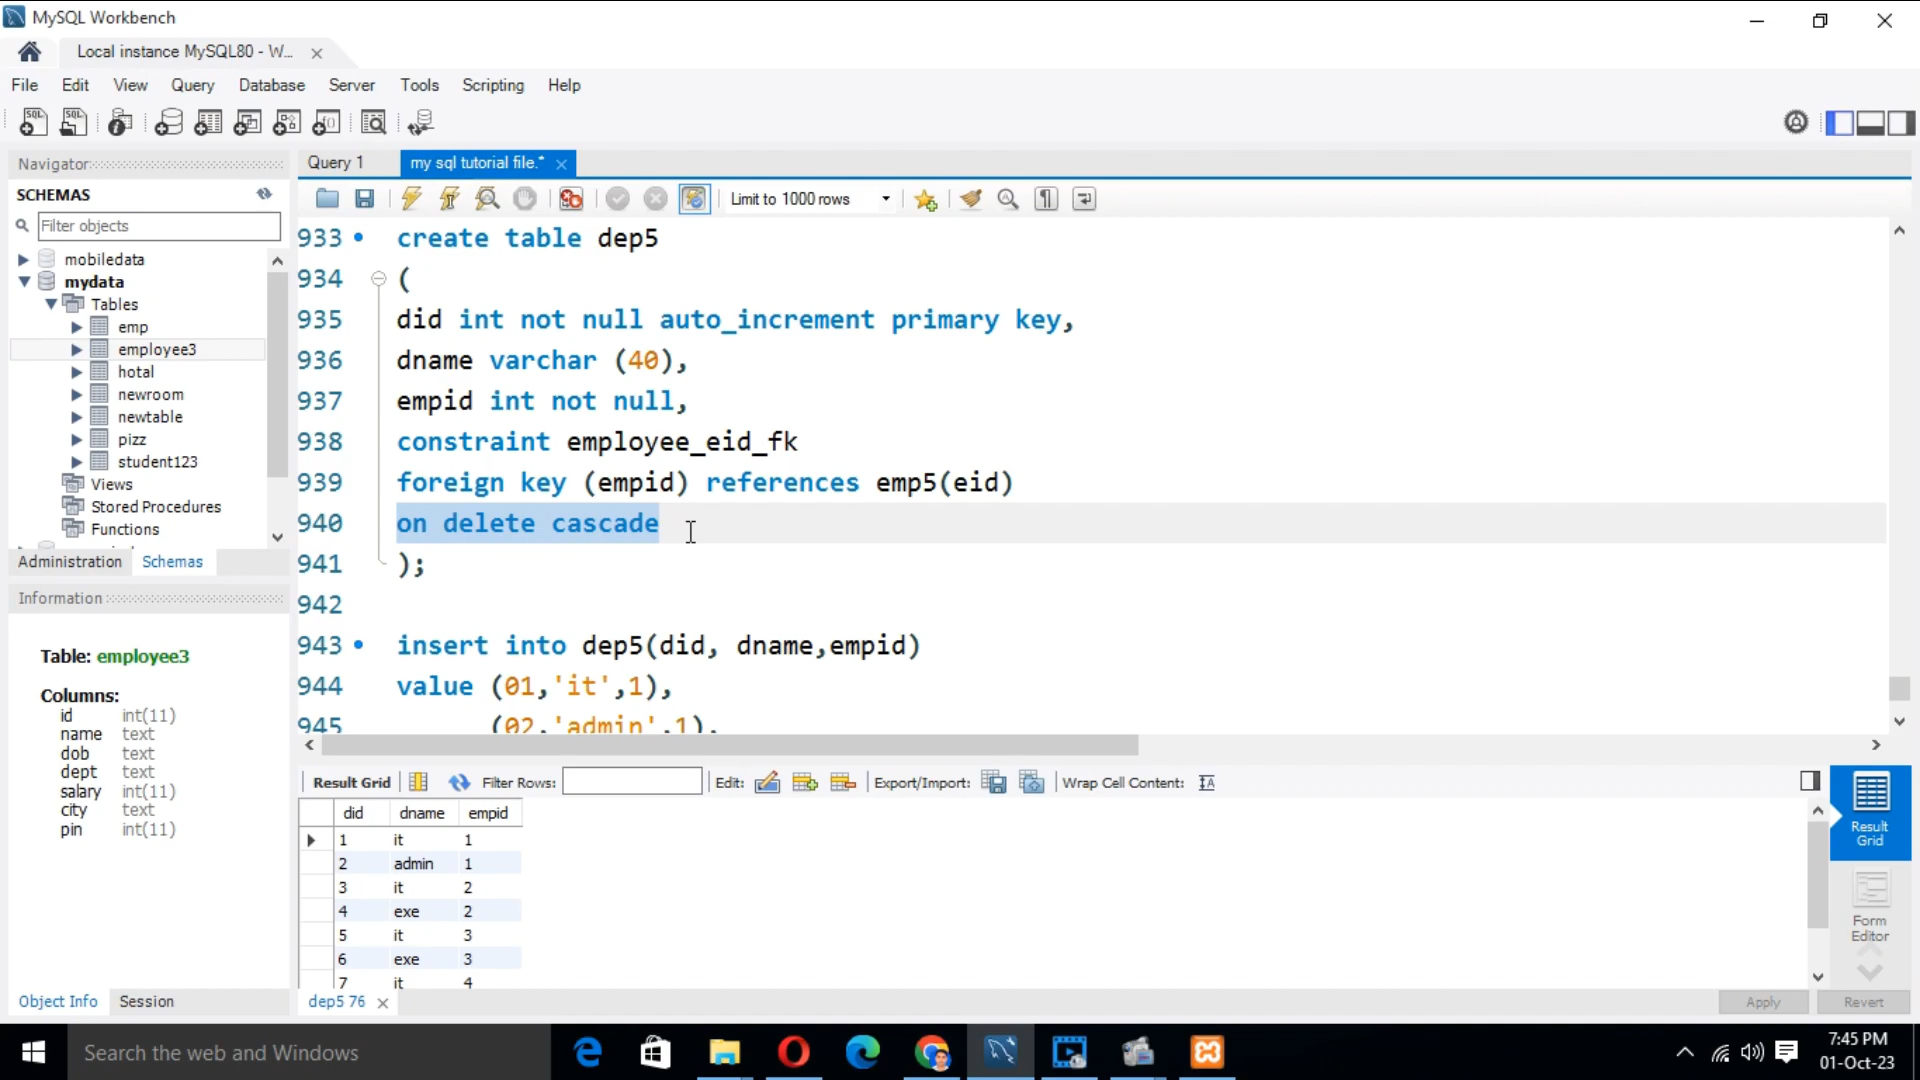 MySQL Workbench
Local instance MySQL80 - W...
File Edit View Query Database Server Tools Scripting Help
Navigator
Query 1
my sql tutorial file.*
SCHEMAS
Limit to 1000 rows
Filter objects
mobiledata
mydata
Tables
emp
employee3
hotal
newroom
newtable
pizz
student123
Views
Stored Procedures
Functions
Administration Schemas
Information
Table: employee3
Columns:
id int(11)
name text
dob text
dept text
salary int(11)
city text
pin int(11)
Object Info Session
933 create table dep5
934 (
935 did int not null auto_increment primary key,
936 dname varchar (40),
937 empid int not null,
938 constraint employee_eid_fk
939 foreign key (empid) references emp5(eid)
940 on delete cascade
941 );
942
943 insert into dep5(did, dname,empid)
944 value (01,'it',1),
945 (02,'admin',1),
Result Grid Filter Rows: Edit: Export/Import: Wrap Cell Content:
did dname empid
1 it 1
2 admin 1
3 it 2
4 exe 2
5 it 3
6 exe 3
7 it 4
Result
Grid
Form
Editor
dep5 76
Apply Revert
Search the web and Windows
7:45 PM
01-Oct-23